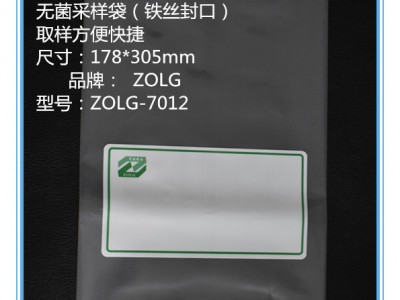 无菌采样袋（铁丝封口）
取样方便快捷
尺寸：178*305mm
品牌： ZOLG
型号：ZOLG-7012